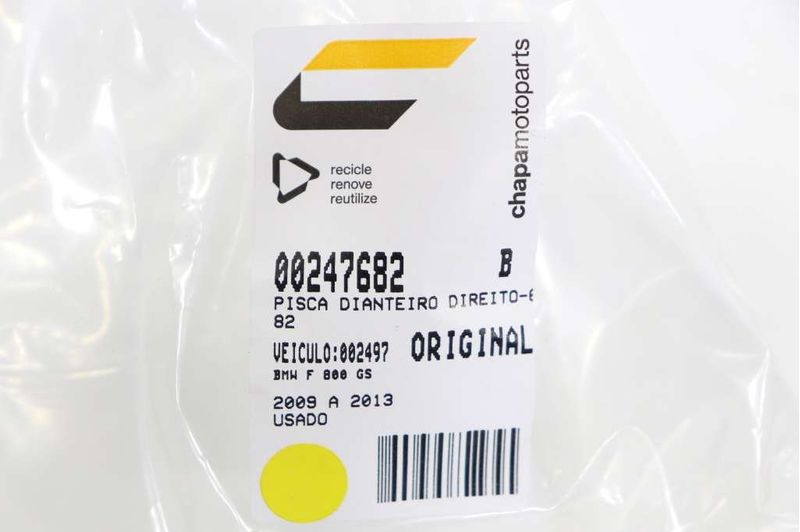 chapamotoparts
recicle
renove
reutilize
00247682 B
PISCA DIANTEIRO DIREITO-
82
VEICULO:002497 ORIGINAL
BMW F 800 GS
2009 A 2013
USADO